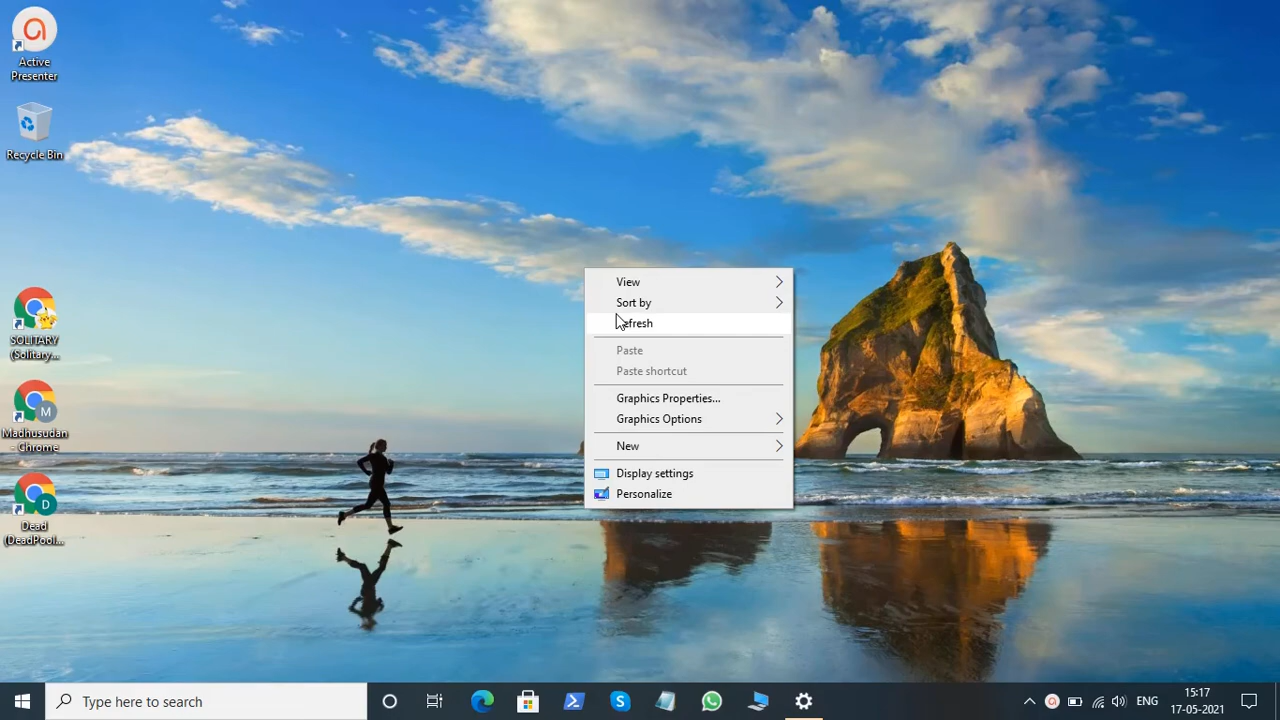 Active
Presenter
Recycle Bin
SOLITARY
(Solitary...
M
Madhusudan
- Chrome
D
Dead
(DeadPool...
View
Sort by
efresh
Paste
Paste shortcut
Graphics Properties...
Graphics Options
New
Display settings
Personalize
Type here to search
ENG
15:17
17-05-2021